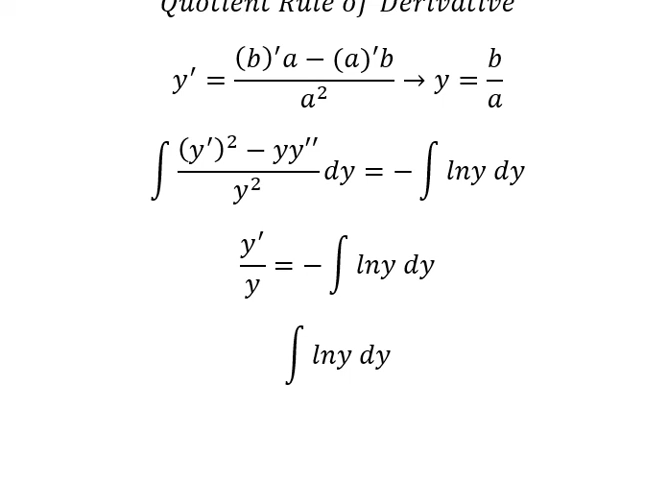 Quotient Rule of Derivative
y′ = (b)′a − (a)′b / a² → y = b / a
∫ (y′)² − yy′′ / y² dy = − ∫ lny dy
y′ / y = − ∫ lny dy
∫ lny dy